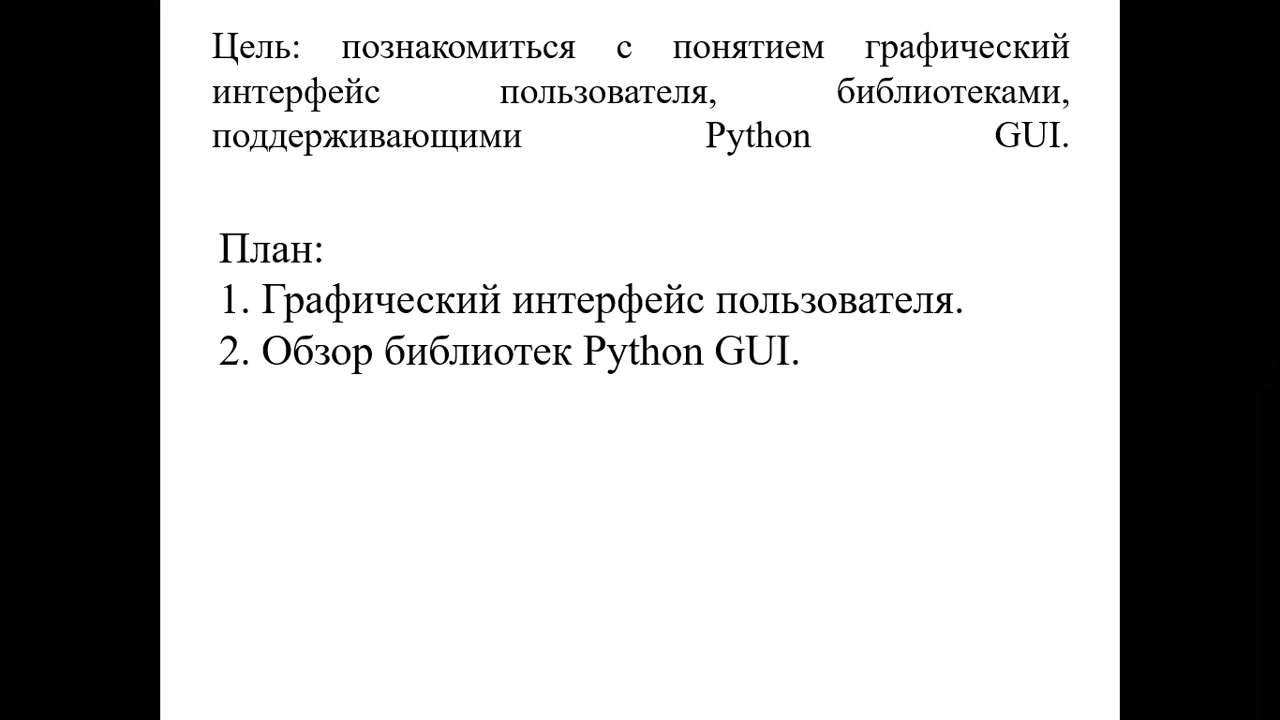 Цель: познакомиться с понятием графический
интерфейс пользователя, библиотеками,
поддерживающими Python GUI.
План:
1. Графический интерфейс пользователя.
2. Обзор библиотек Python GUI.